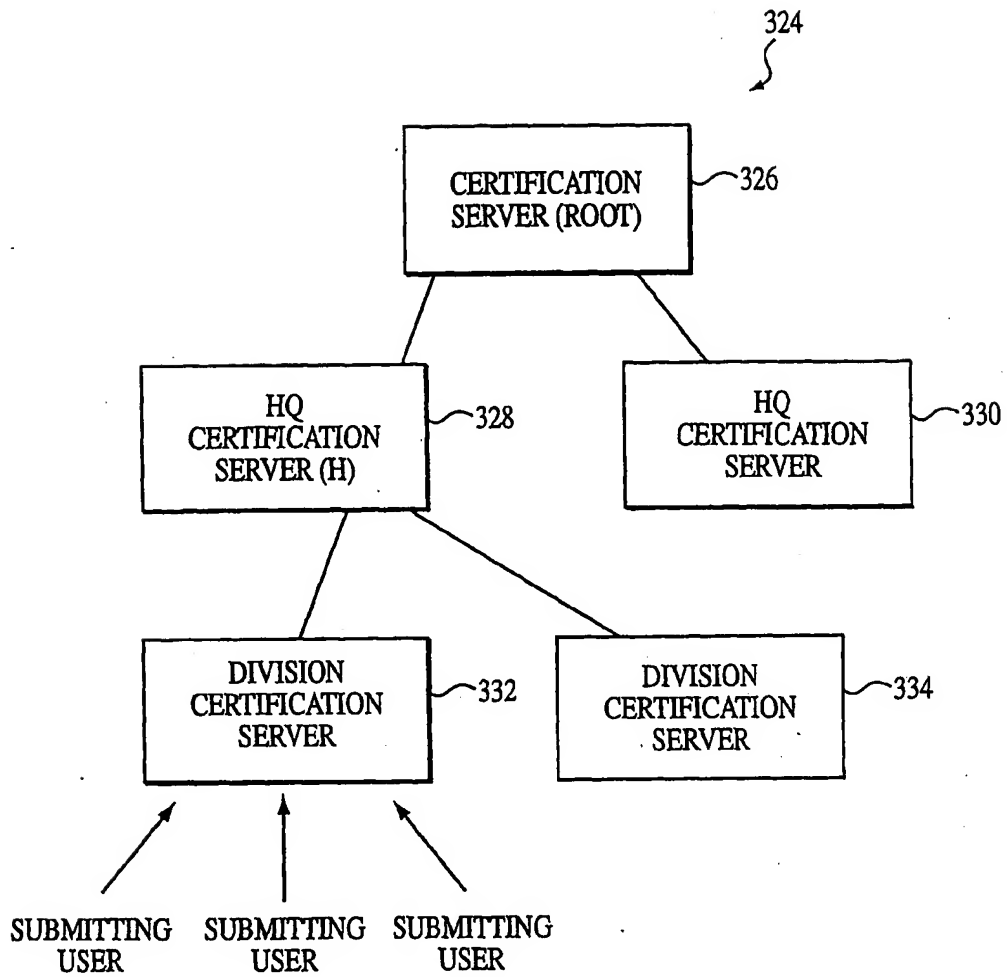 324
CERTIFICATION
SERVER (ROOT)
326
HQ
CERTIFICATION
SERVER (H)
328
HQ
CERTIFICATION
SERVER
330
DIVISION
CERTIFICATION
SERVER
332
DIVISION
CERTIFICATION
SERVER
334
SUBMITTING
USER
SUBMITTING
USER
SUBMITTING
USER